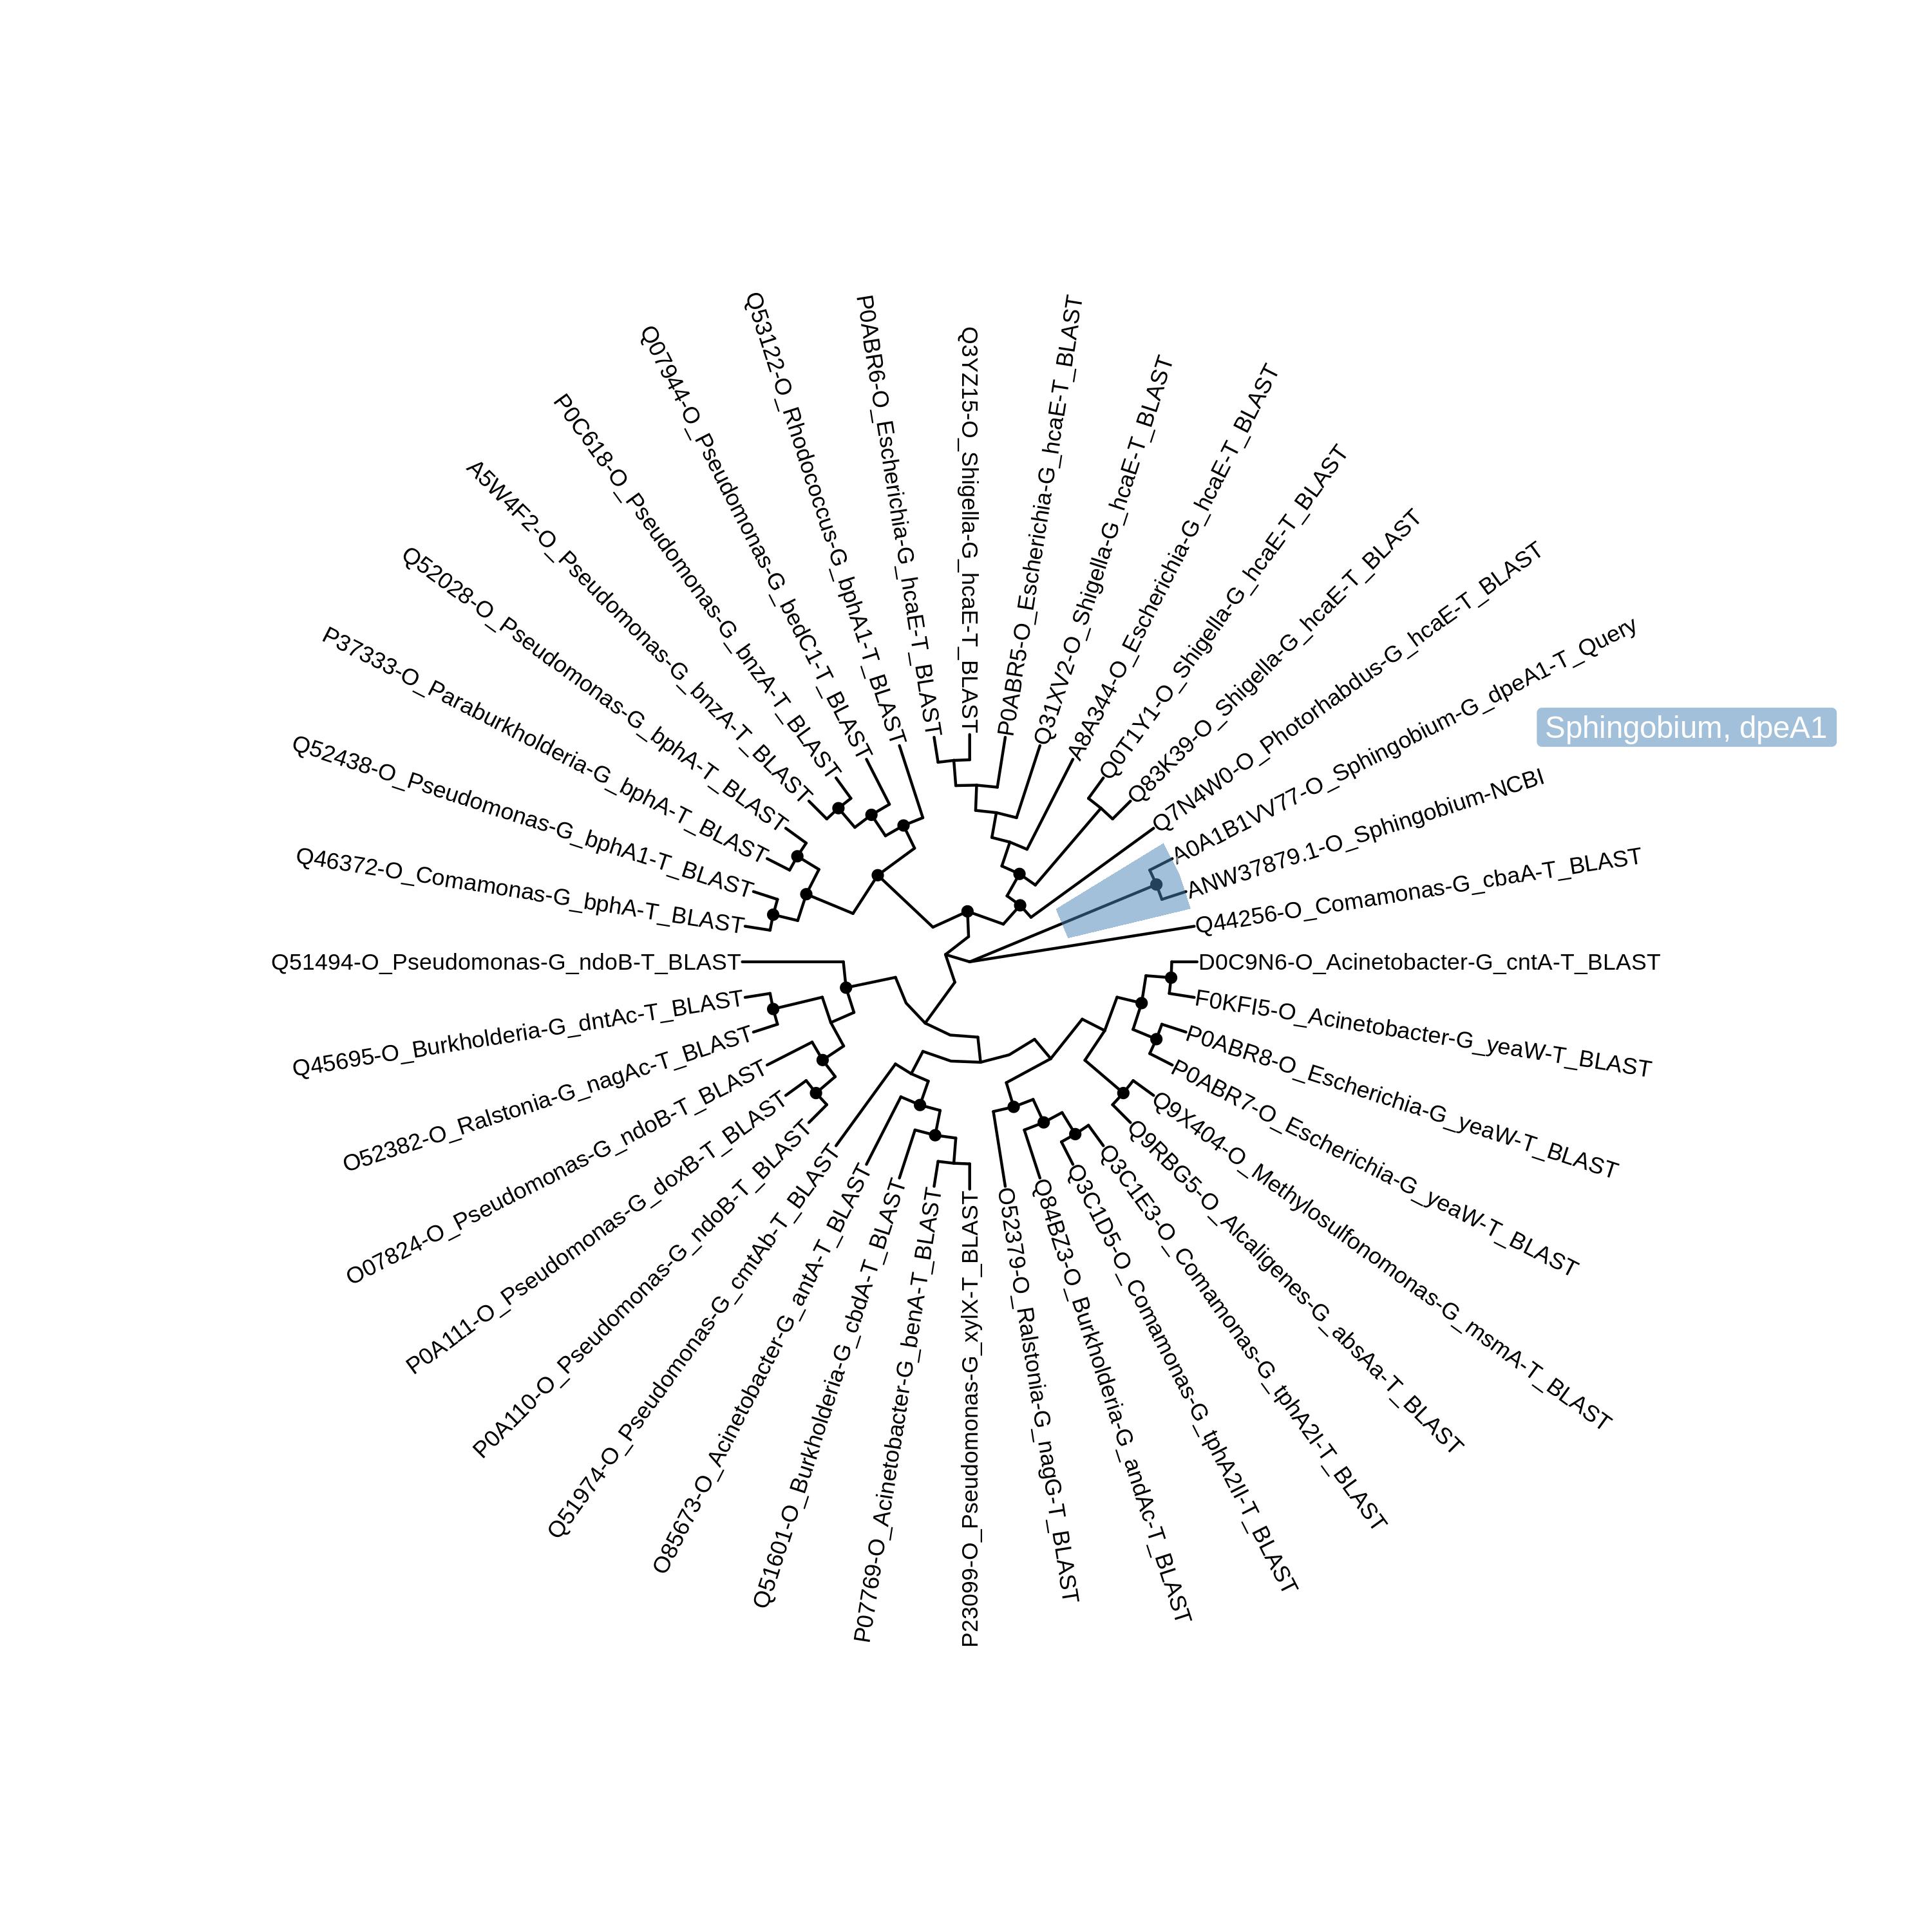 Q53122-O_Rhodococcus-G_bphA1-T_BLAST
P0ABR6-O_Escherichia-G_hcaE-T_BLAST
Q3YZ15-O_Shigella-G_hcaE-T_BLAST
P0ABR5-O_Escherichia-G_hcaE-T_BLAST
Q31XV2-O_Shigella-G_hcaE-T_BLAST
A8A344-O_Escherichia-G_hcaE-T_BLAST
Q0T1Y1-O_Shigella-G_hcaE-T_BLAST
Q83K39-O_Shigella-G_hcaE-T_BLAST
Q7N4W0-O_Photorhabdus-G_hcaE-T_BLAST
A0A1B1VV77-O_Sphingobium-G_dpeA1-T_Query
Sphingobium, dpeA1
ANW37879.1-O_Sphingobium-NCBI
Q44256-O_Comamonas-G_cbaA-T_BLAST
D0C9N6-O_Acinetobacter-G_cntA-T_BLAST
F0KFI5-O_Acinetobacter-G_yeaW-T_BLAST
P0ABR8-O_Escherichia-G_yeaW-T_BLAST
P0ABR7-O_Escherichia-G_yeaW-T_BLAST
Q9X404-O_Methylosulfonomonas-G_msmA-T_BLAST
Q9RBG5-O_Alcaligenes-G_absAa-T_BLAST
Q3C1E3-O_Comamonas-G_tphA2I-T_BLAST
Q3C1D5-O_Comamonas-G_tphA2II-T_BLAST
Q84BZ3-O_Burkholderia-G_andAc-T_BLAST
O52379-O_Ralstonia-G_nagG-T_BLAST
P23099-O_Pseudomonas-G_xylX-T_BLAST
P07769-O_Acinetobacter-G_benA-T_BLAST
Q51601-O_Burkholderia-G_cbdA-T_BLAST
O85673-O_Acinetobacter-G_antA-T_BLAST
Q51974-O_Pseudomonas-G_cmtAb-T_BLAST
P0A110-O_Pseudomonas-G_ndoB-T_BLAST
P0A111-O_Pseudomonas-G_doxB-T_BLAST
O07824-O_Pseudomonas-G_ndoB-T_BLAST
O52382-O_Ralstonia-G_nagAc-T_BLAST
Q45695-O_Burkholderia-G_dntAc-T_BLAST
Q51494-O_Pseudomonas-G_ndoB-T_BLAST
Q46372-O_Comamonas-G_bphA-T_BLAST
Q52438-O_Pseudomonas-G_bphA1-T_BLAST
P37333-O_Paraburkholderia-G_bphA-T_BLAST
Q52028-O_Pseudomonas-G_bphA-T_BLAST
A5W4F2-O_Pseudomonas-G_bnzA-T_BLAST
P0C618-O_Pseudomonas-G_bnzA-T_BLAST
Q07944-O_Pseudomonas-G_bedC1-T_BLAST